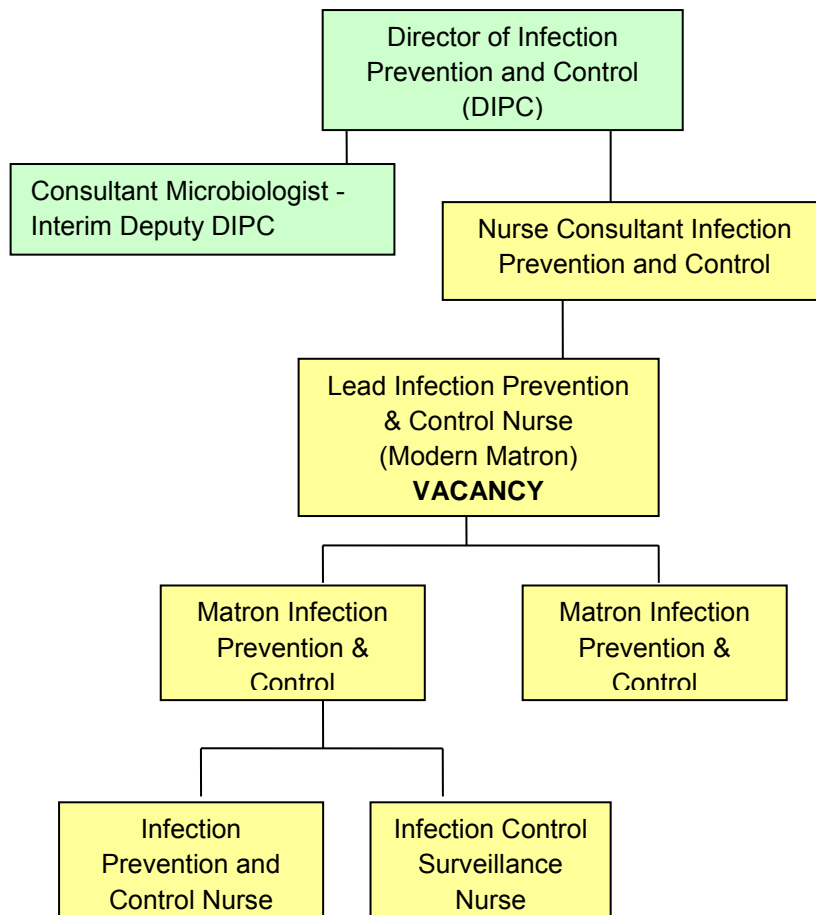 Director of Infection
Prevention and Control
(DIPC)
Consultant Microbiologist -
Interim Deputy DIPC
Nurse Consultant Infection
Prevention and Control
Lead Infection Prevention
& Control Nurse
(Modern Matron)
VACANCY
Matron Infection
Prevention &
Control
Matron Infection
Prevention &
Control
Infection
Prevention and
Control Nurse
Infection Control
Surveillance
Nurse